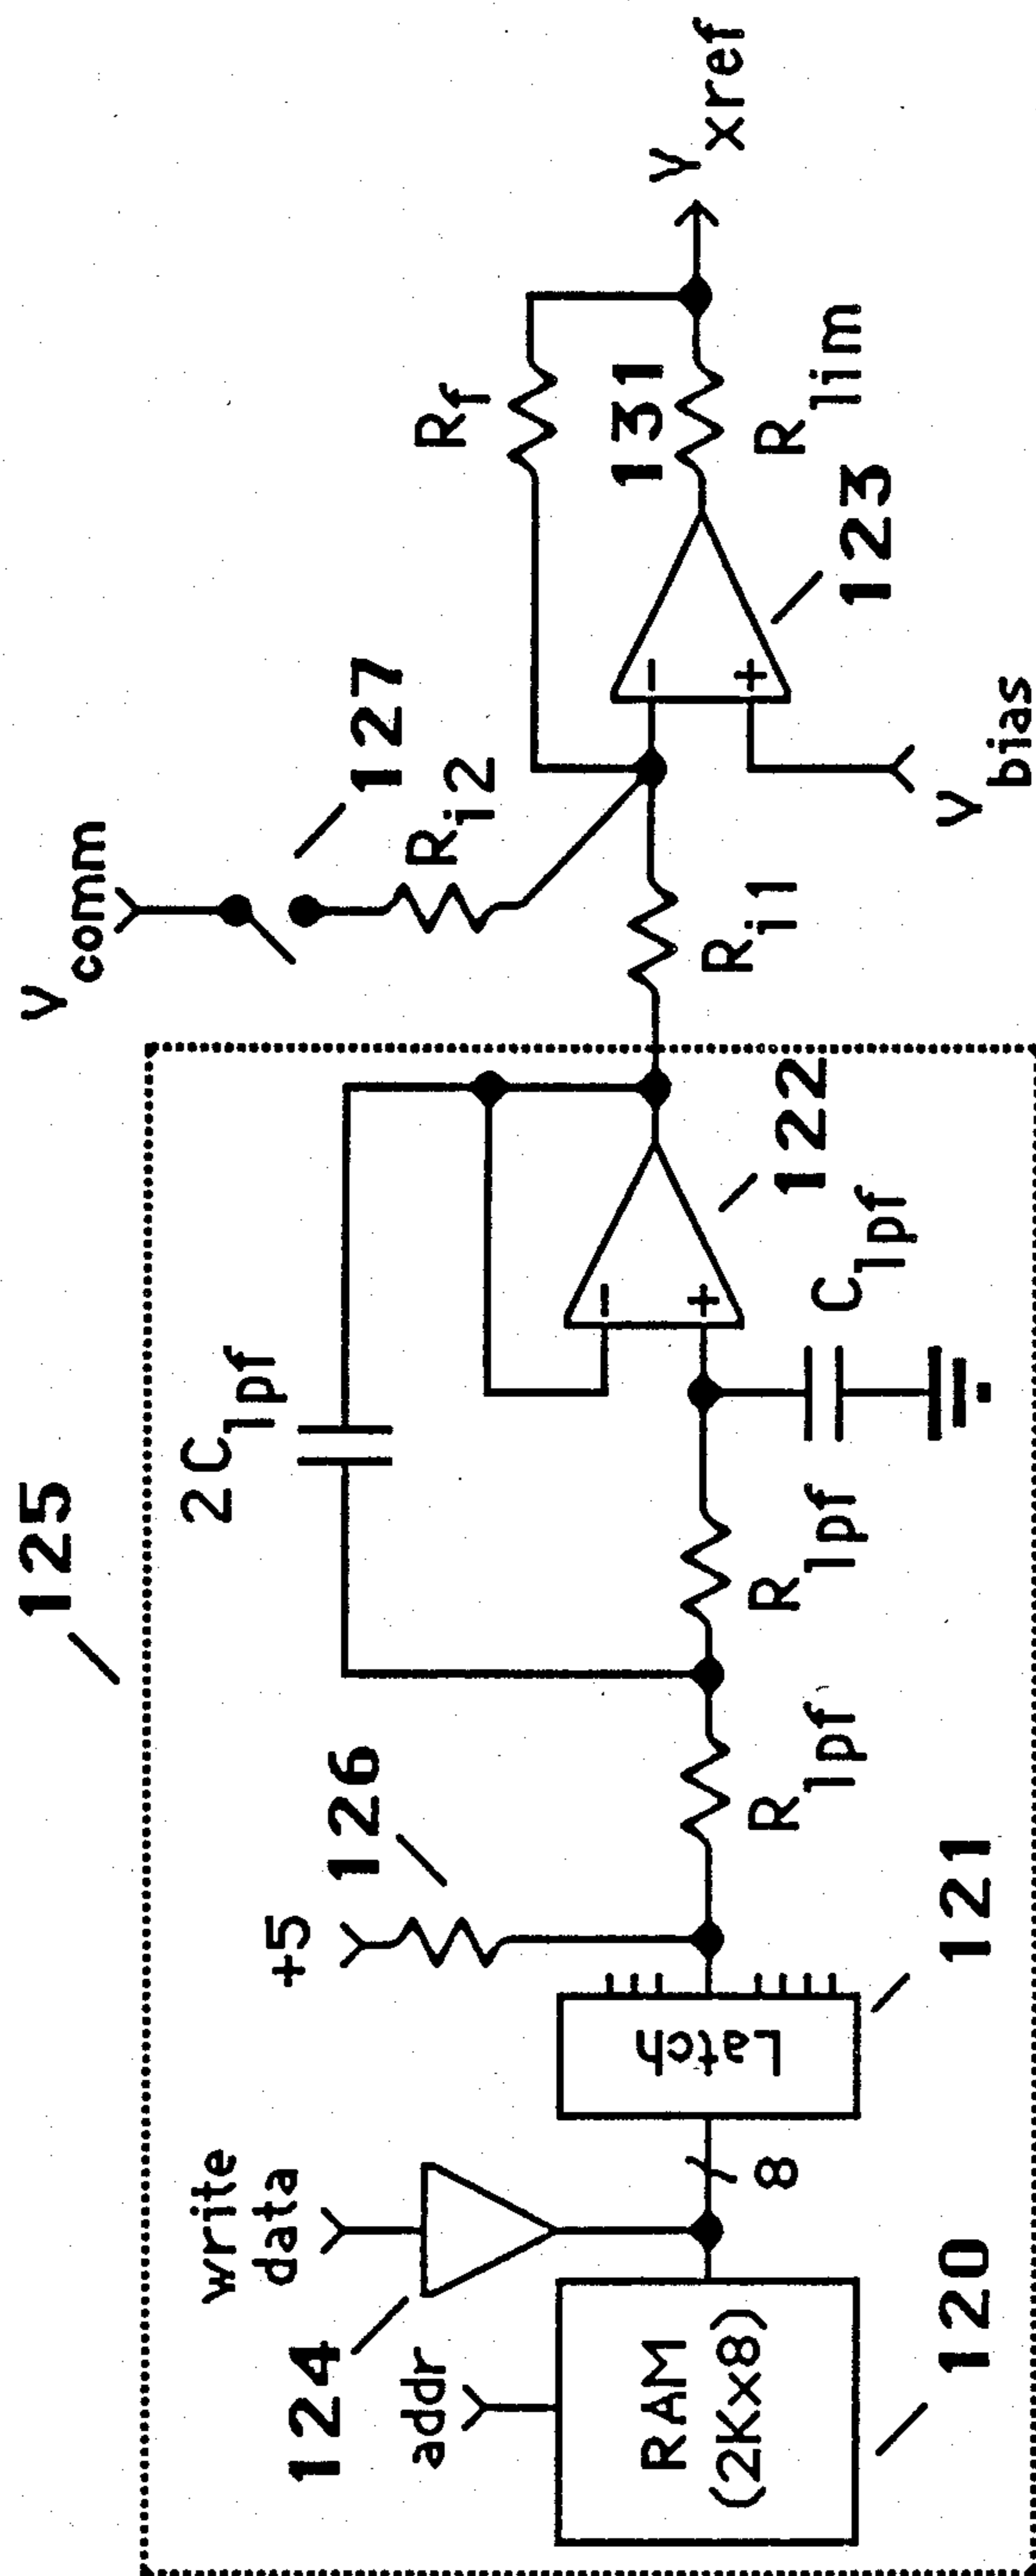 125
write
data
124
addr
RAM
(2Kx8)
120
8
Latch
121
+5
126
R lpf
2C lpf
R lpf
C lpf
122
V comm
127
R i2
R i1
V bias
R f
131
R lim
123
V xref